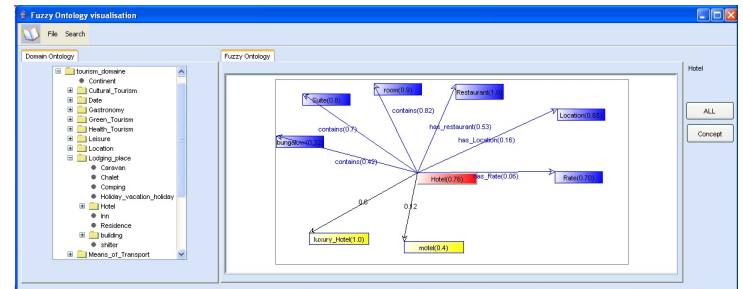 Fuzzy Ontology visualisation
File Search
Domain Ontology
Fuzzy Ontology
tourism_domaine
Continent
Cultural_Tourism
Date
Gastronomy
Green_Tourism
Health_Tourism
Leisure
Location
Lodging_place
Caravan
Chalet
Comping
Holiday_vacation_holiday
Hotel
Inn
Residence
building
shilter
Means_of_Transport
room(0.9)
Restaurant(1.0)
Suite(0.8)
contains(0.82)
Location(0.65)
contains(0.7)
has_restaurant(0.53)
has_Location(0.16)
contains(0.42)
Hotel(0.76)
has_Rate(0.06)
Rate(0.70)
0.6
0.12
luxury_Hotel(1.0)
motel(0.4)
Hotel
ALL
Concept